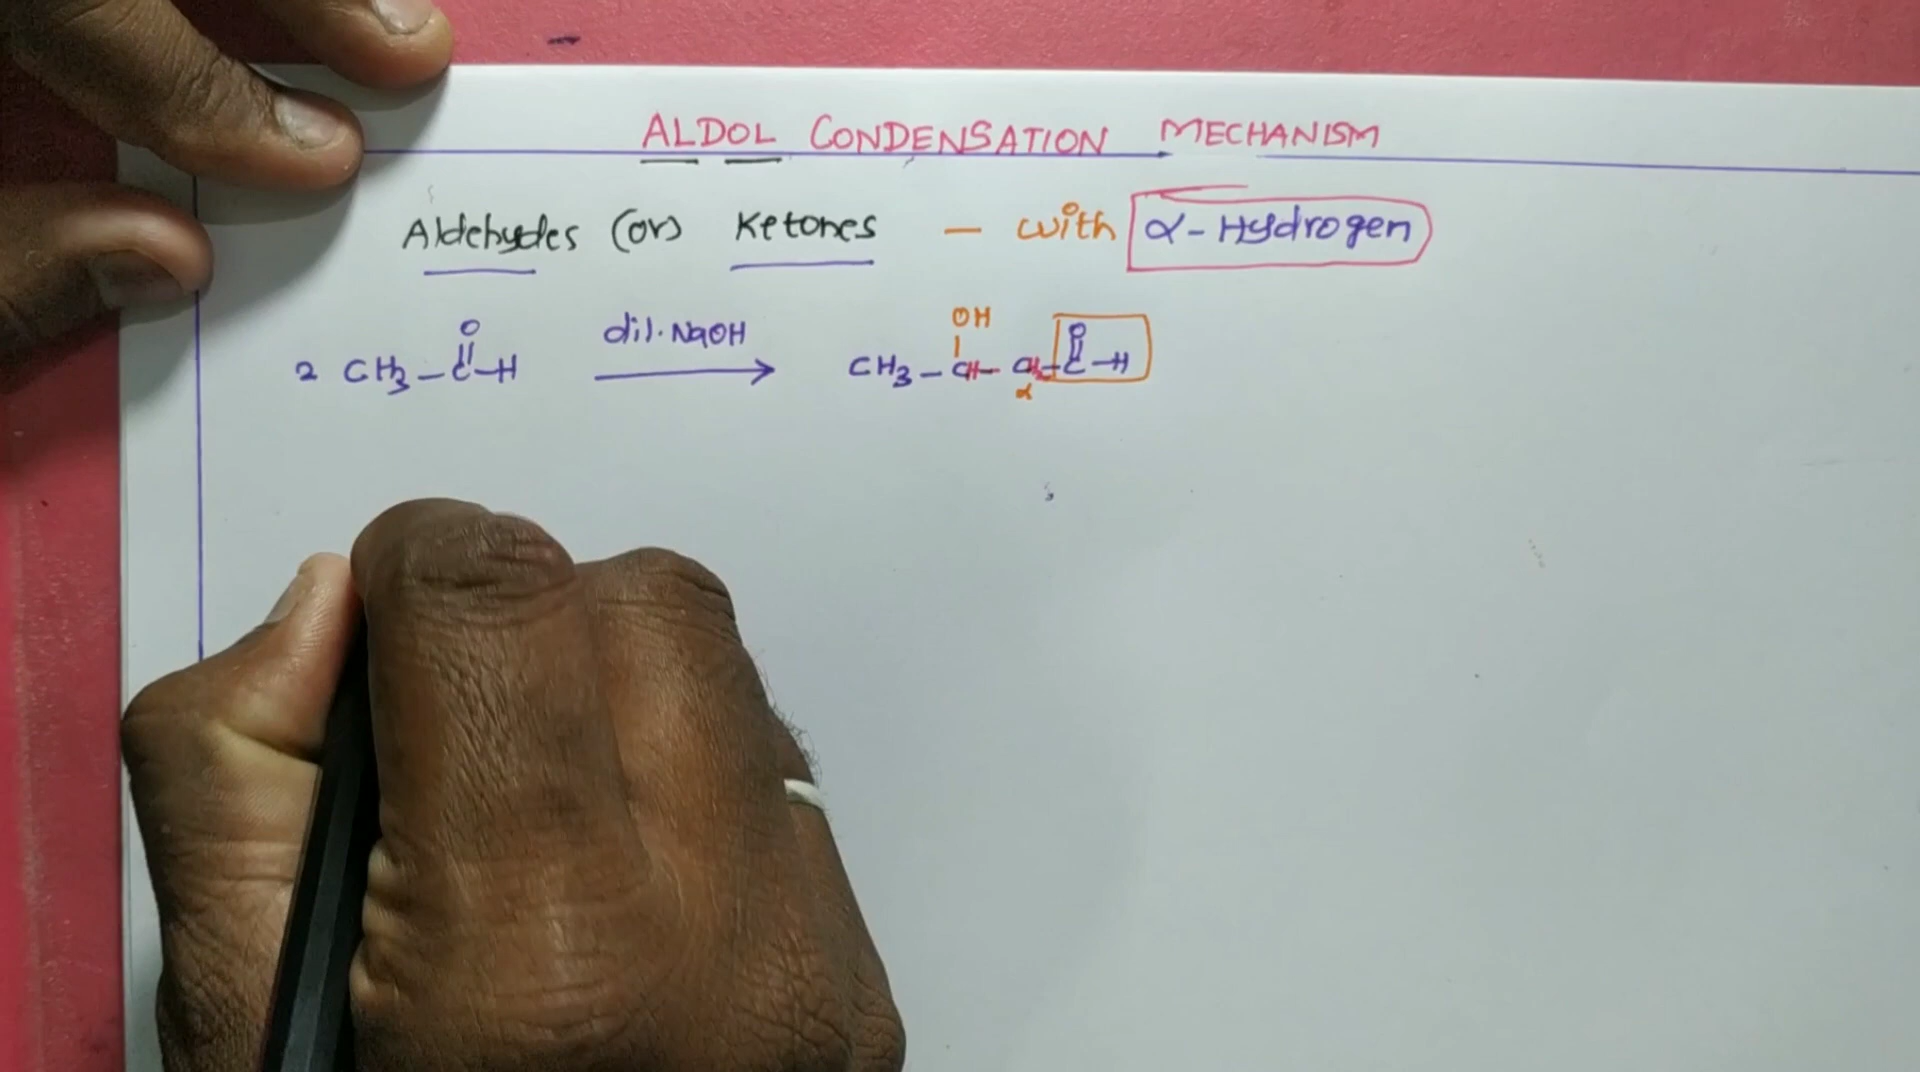 ALDOL CONDENSATION MECHANISM
Aldehydes (or) Ketones - with α-Hydrogen
O OH O
2 CH3-C-H dil. NaOH → CH3-CH-CH2-C-H
α